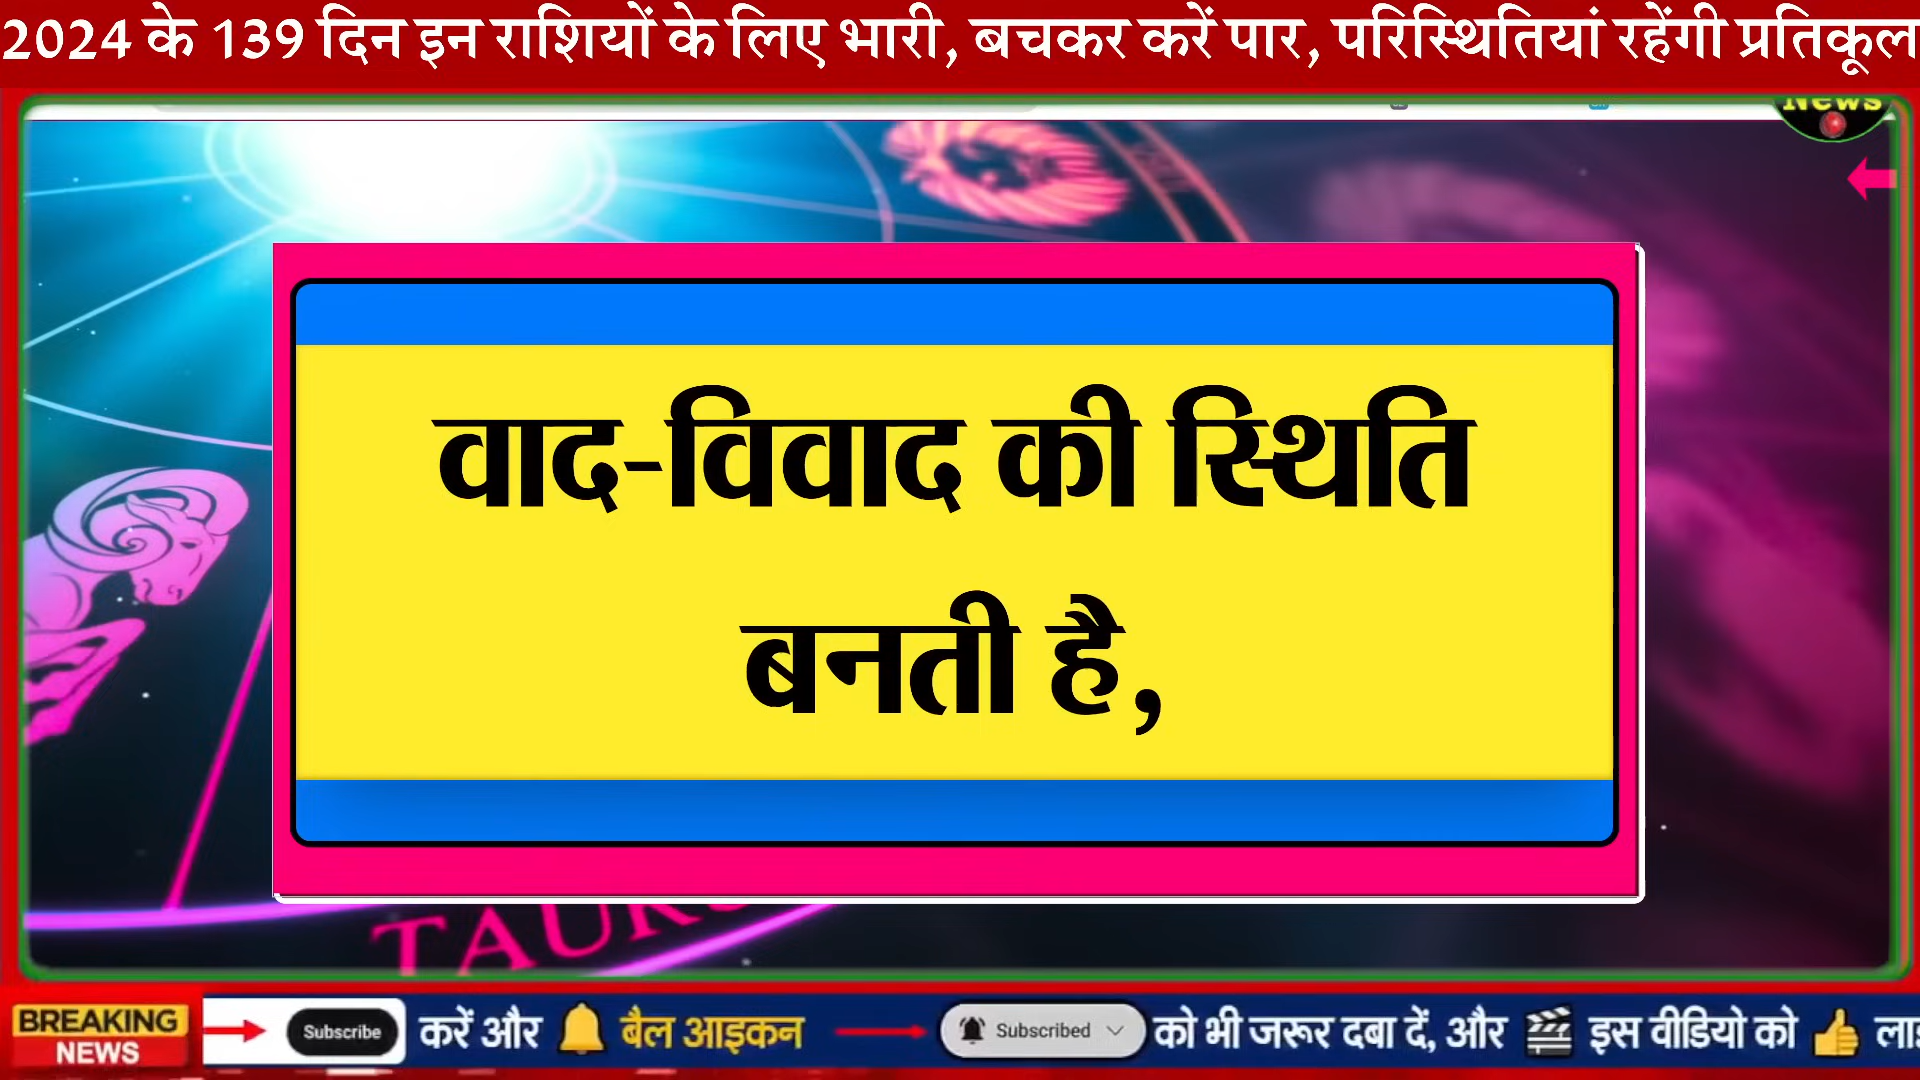 2024 के 139 दिन इन राशियों के लिए भारी, बचकर करें पार, परिस्थितियां रहेंगी प्रतिकूल
News
वाद-विवाद की स्थिति
बनती है,
BREAKING
NEWS
Subscribe करें और बैल आइकन Subscribed को भी जरूर दबा दें, और इस वीडियो को